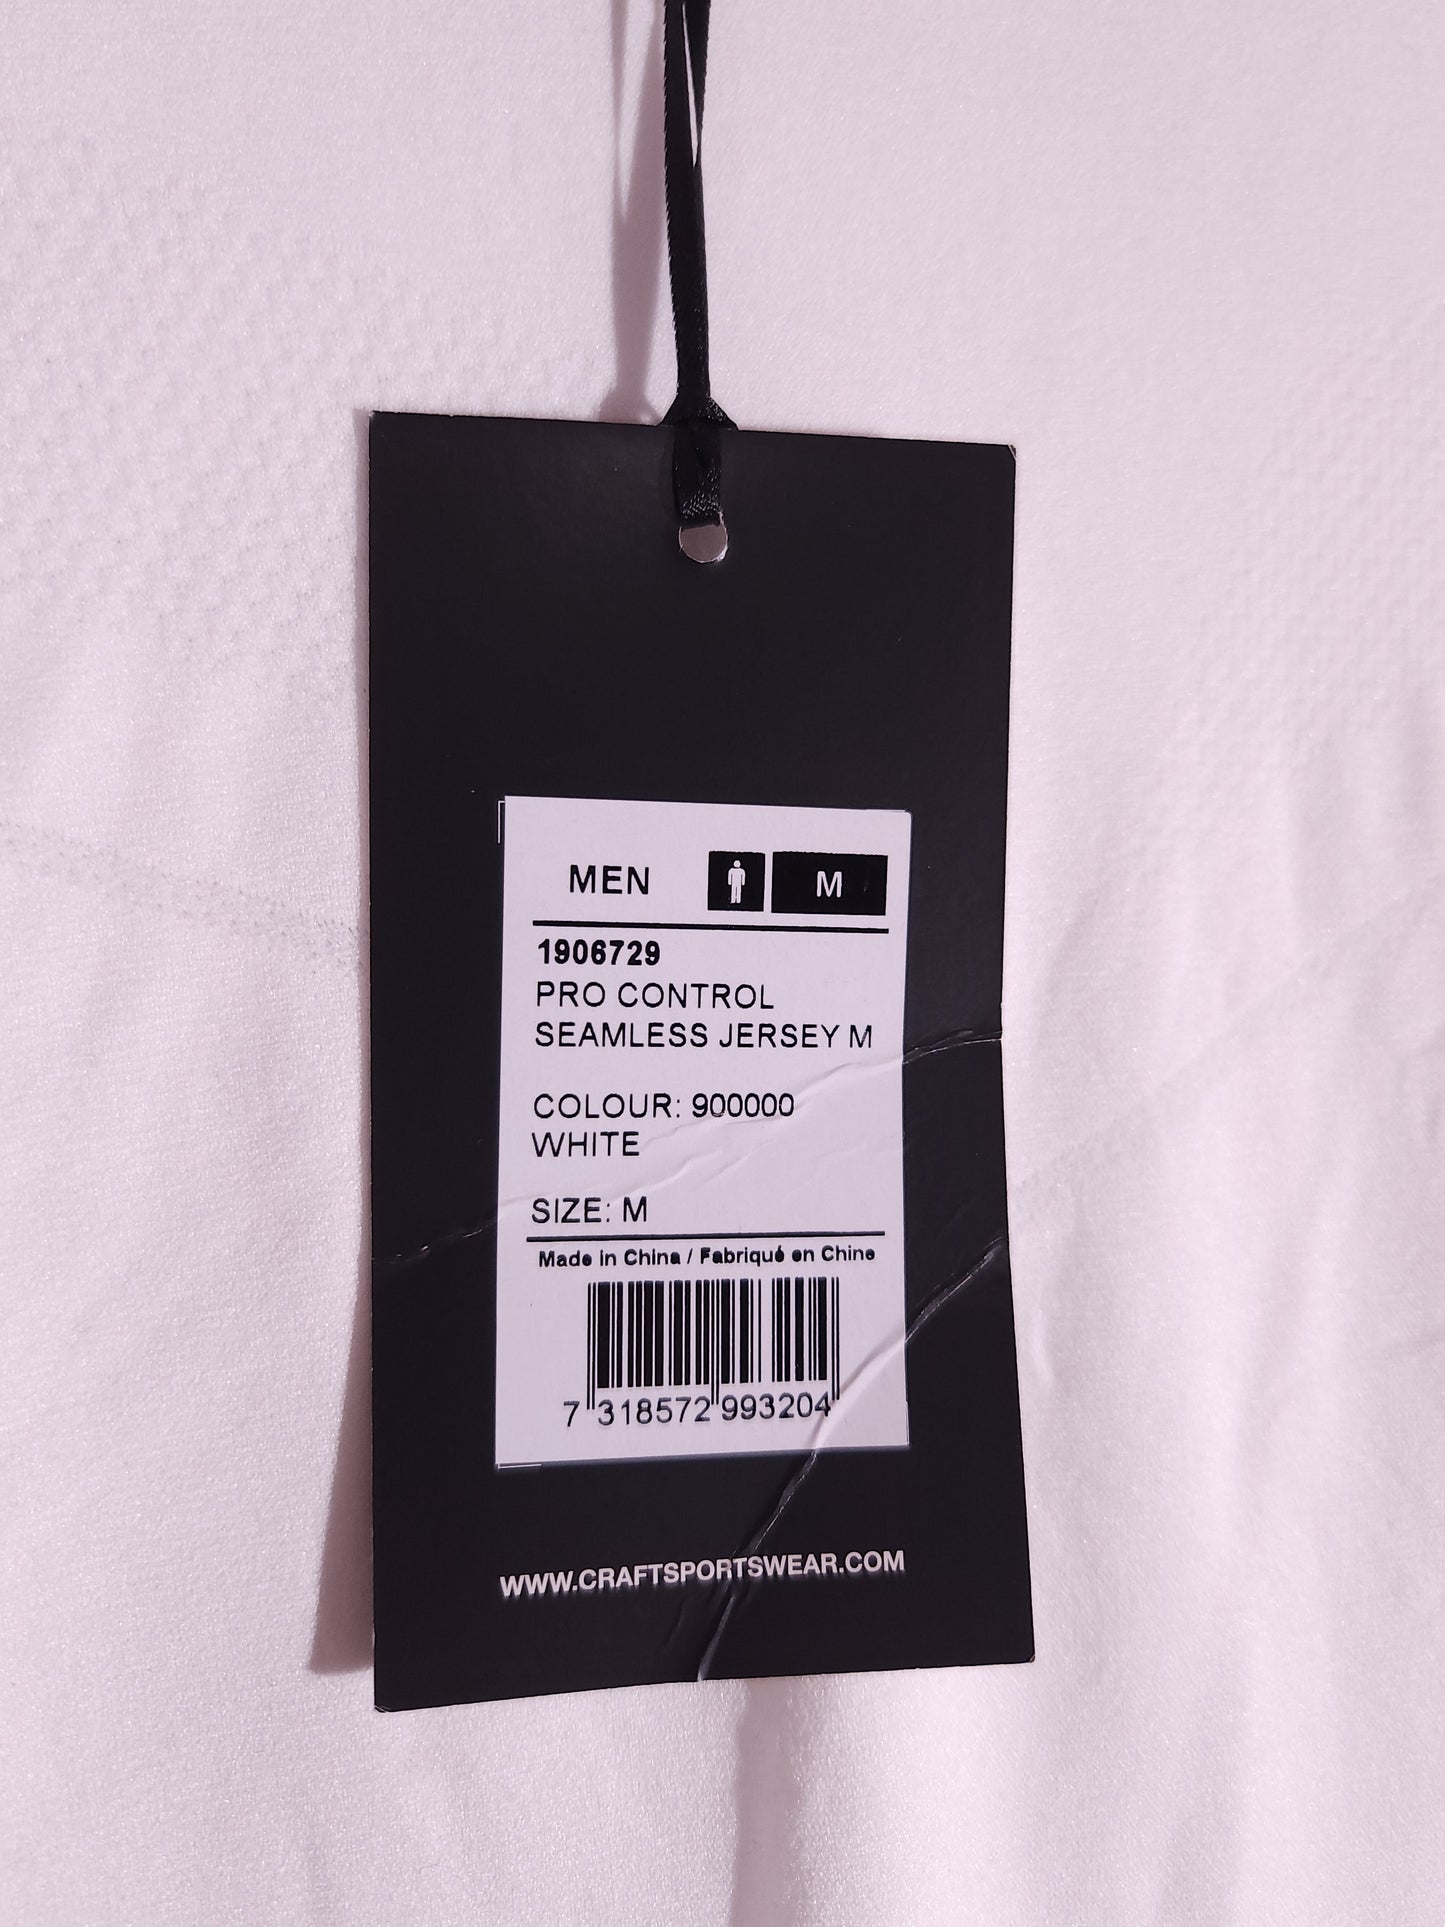 MEN M
1906729
PRO CONTROL
SEAMLESS JERSEY M
COLOUR: 900000
WHITE
SIZE: M
Made in China / Fabriqué en Chine
7 318572 993204
WWW.CRAFTSPORTSWEAR.COM